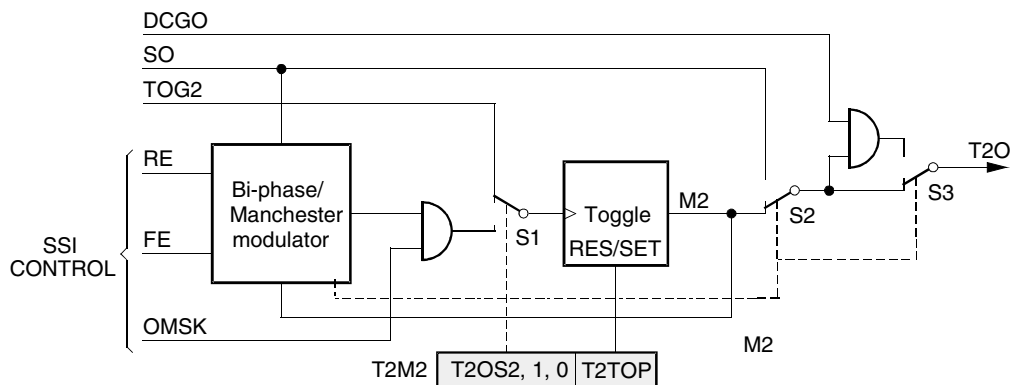 DCGO
SO
TOG2
RE
Bi-phase/
Manchester
modulator
FE
SSI
CONTROL
OMSK
S1
Toggle
RES/SET
M2
S2
S3
T2O
M2
T2M2
T2OS2, 1, 0
T2TOP